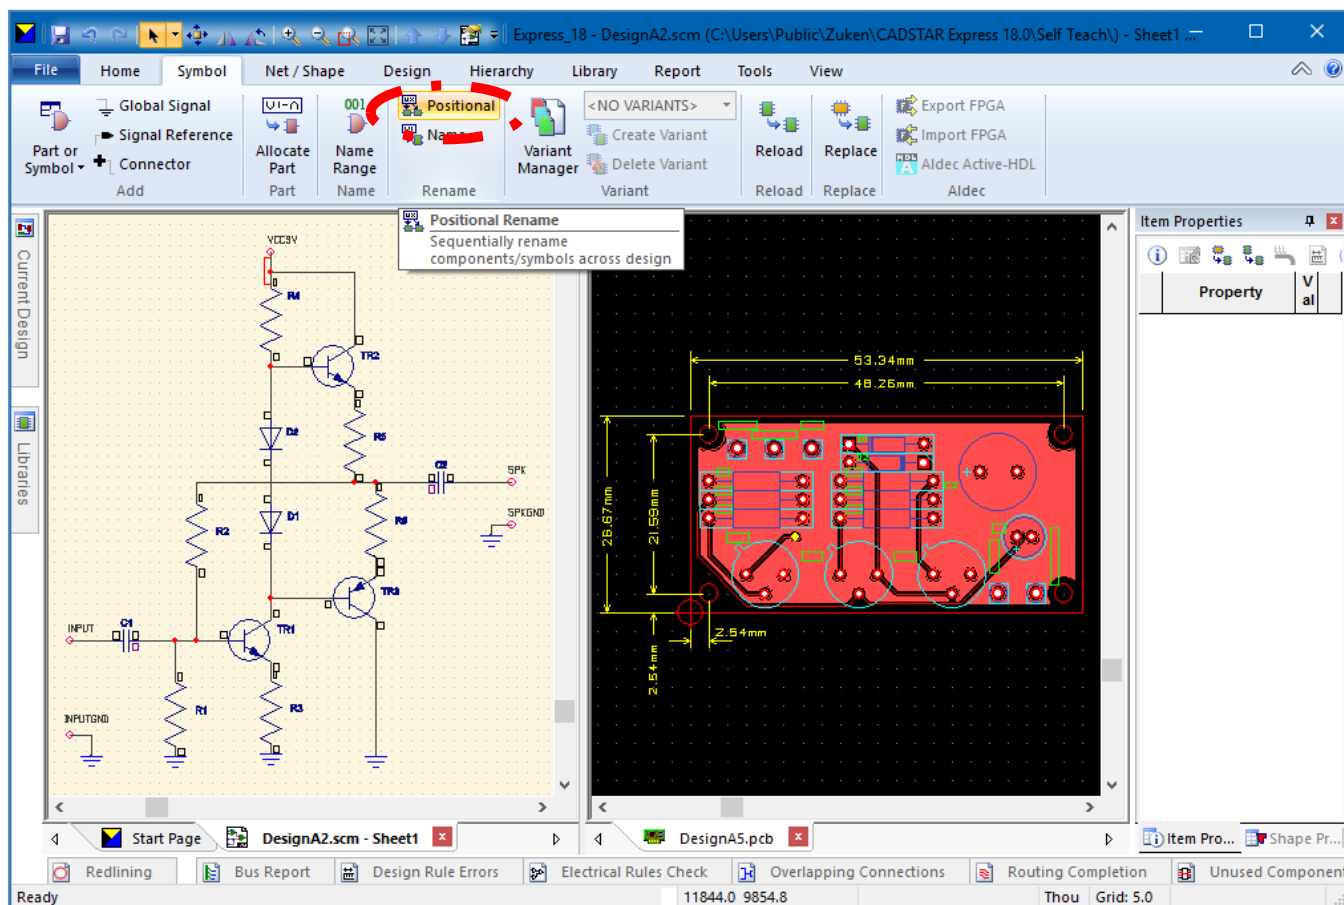 Express_18 - DesignA2.scm (C:\Users\Public\Zuken\CADSTAR Express 18.0\Self Teach\) - Sheet1 ...
File Home Symbol Net / Shape Design Hierarchy Library Report Tools View
Part or Symbol
Global Signal
Signal Reference
Connector
Add
Allocate Part
Part
001
Name Range
Name
Positional
Name
Rename
Variant Manager
<NO VARIANTS>
Create Variant
Delete Variant
Variant
Reload
Reload
Replace
Replace
Export FPGA
Import FPGA
Aldec Active-HDL
Aldec
Positional Rename
Sequentially rename
components/symbols across design
Current Design
Libraries
VCC9V
R4
TR2
D2
R5
C2
SPK
SPKGND
D1
R2
R6
TR3
INPUT
C1
TR1
R1
R3
INPUTGND
53.34mm
48.26mm
26.67mm
21.59mm
2.54mm
2.54mm
Item Properties
Property
V
al
Start Page
DesignA2.scm - Sheet1
DesignA5.pcb
Item Pro...
Shape Pr...
Redlining Bus Report Design Rule Errors Electrical Rules Check Overlapping Connections Routing Completion Unused Component
Ready 11844.0 9854.8 Thou Grid: 5.0